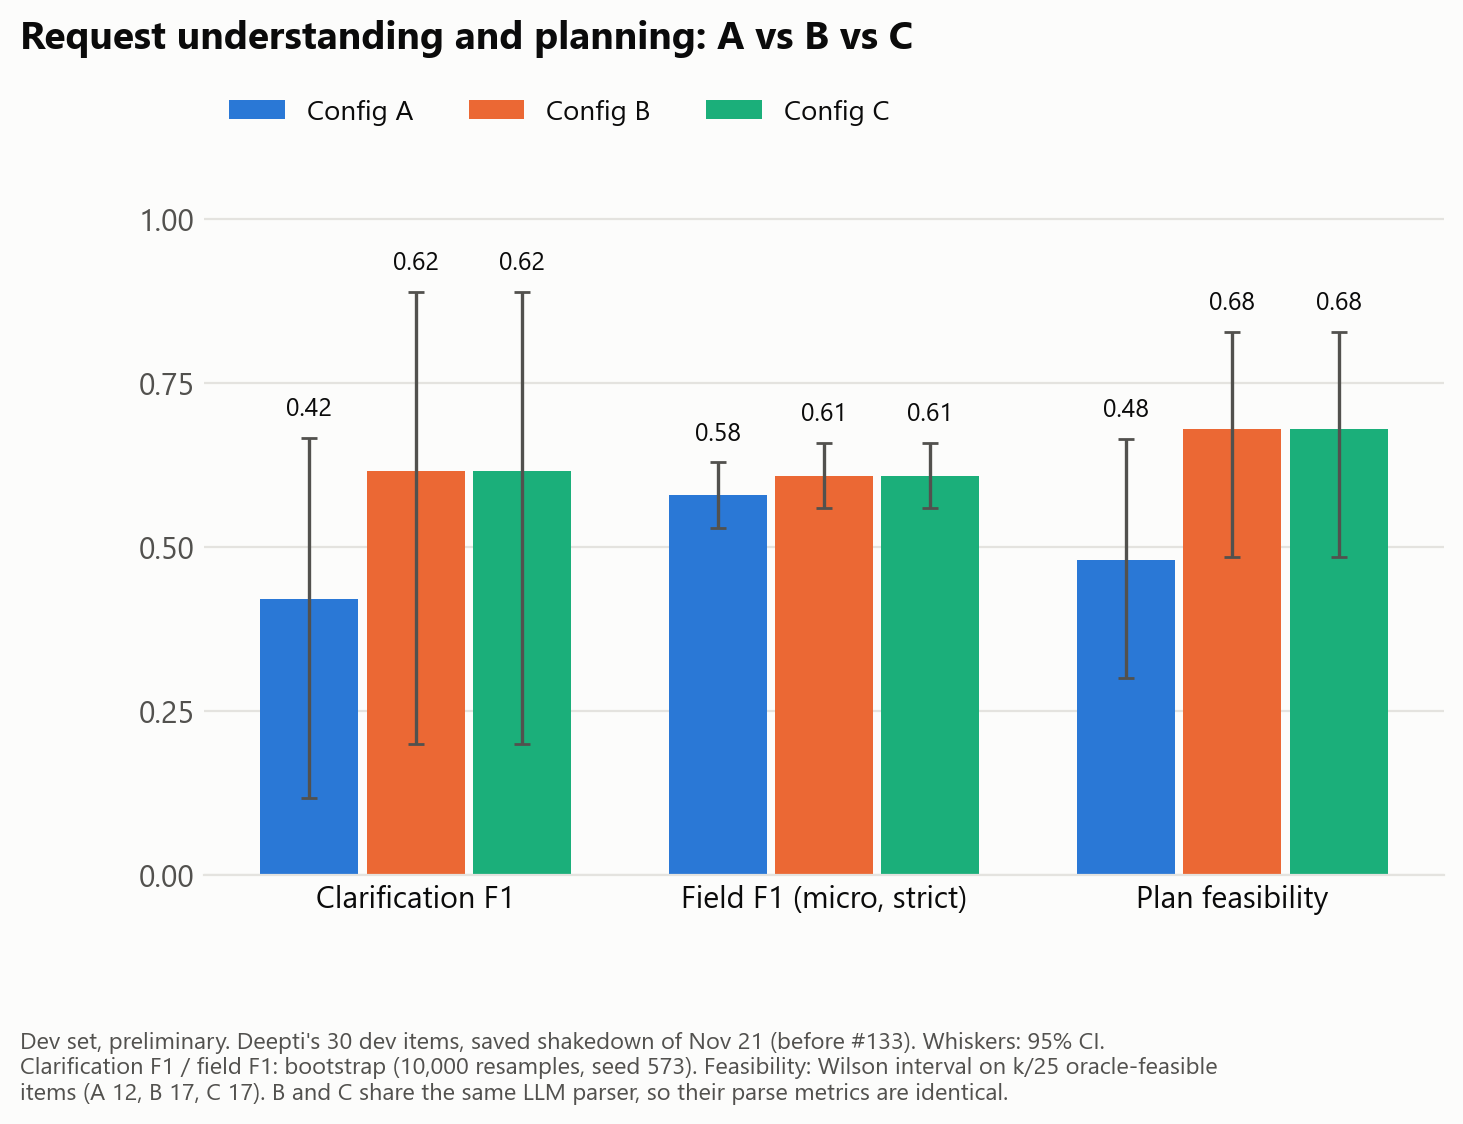 Request understanding and planning: A vs B vs C
Config A
Config B
Config C
1.00
0.75
0.50
0.25
0.00
0.42
0.62
0.62
0.58
0.61
0.61
0.48
0.68
0.68
Clarification F1
Field F1 (micro, strict)
Plan feasibility
Dev set, preliminary. Deepti's 30 dev items, saved shakedown of Nov 21 (before #133). Whiskers: 95% CI.
Clarification F1 / field F1: bootstrap (10,000 resamples, seed 573). Feasibility: Wilson interval on k/25 oracle-feasible
items (A 12, B 17, C 17). B and C share the same LLM parser, so their parse metrics are identical.